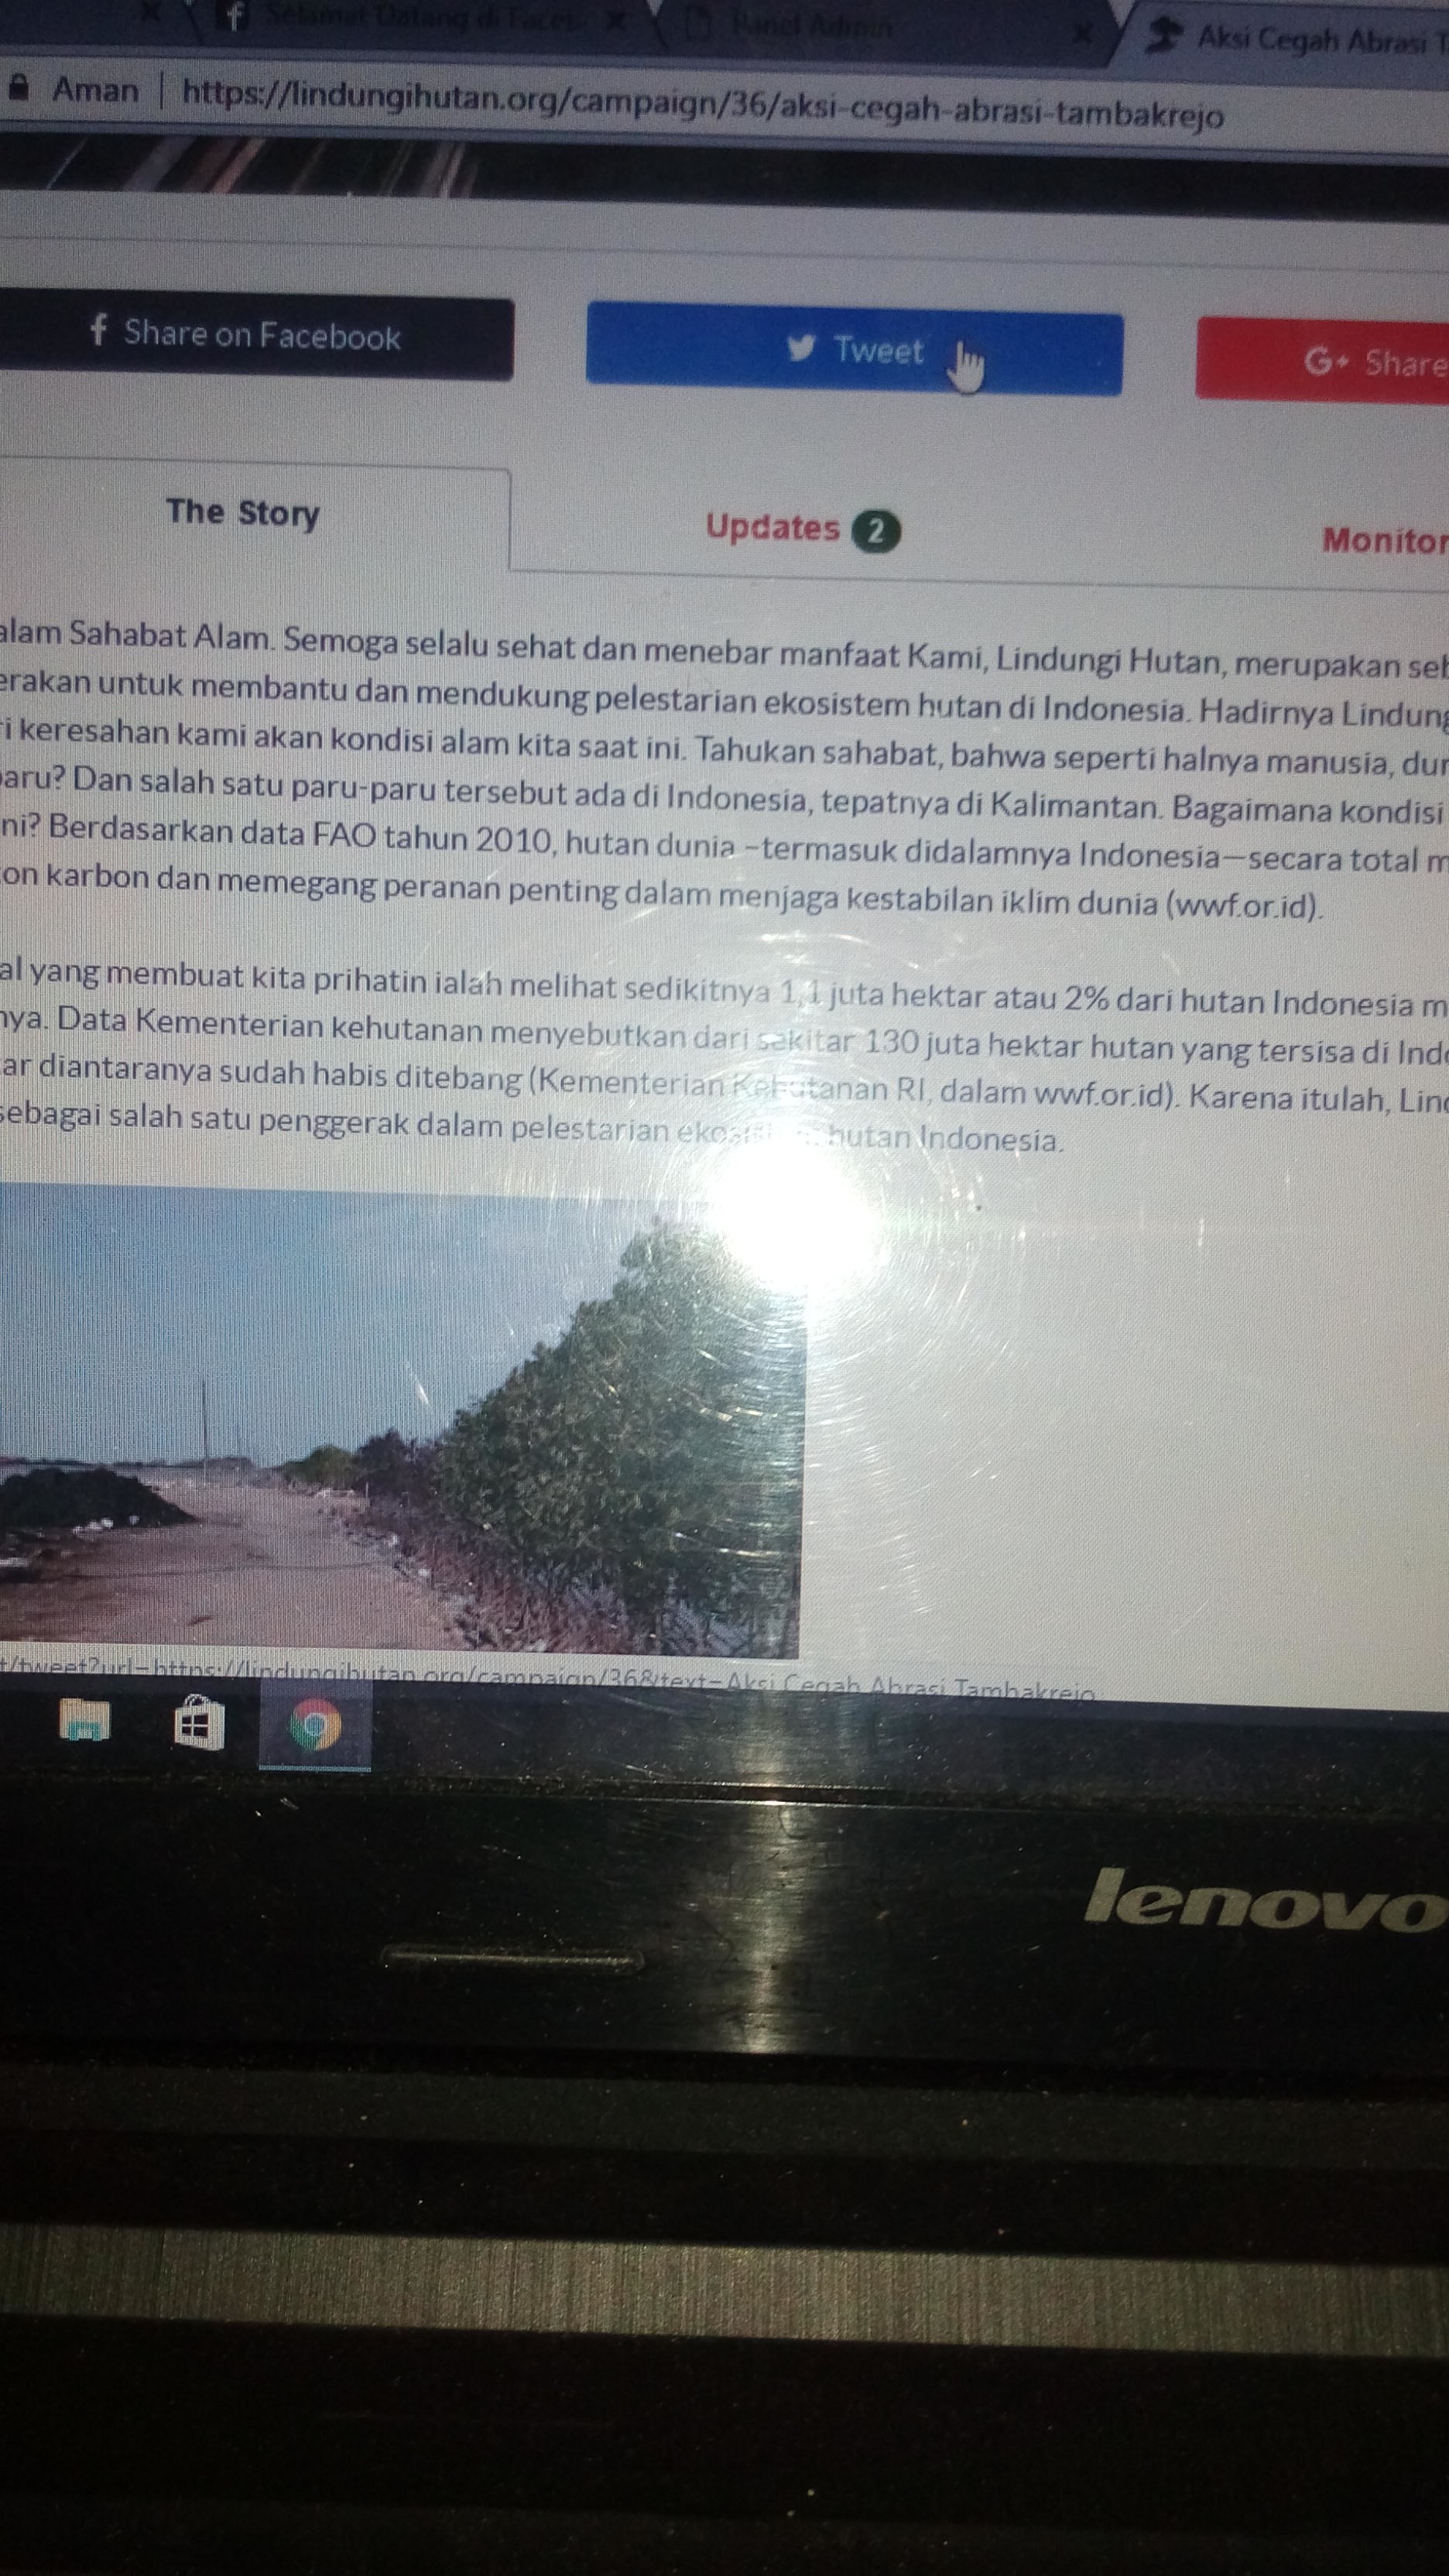 Selamat Datang di Faceb
Panel Admin
Aksi Cegah Abrasi T
Aman | https://lindungihutan.org/campaign/36/aksi-cegah-abrasi-tambakrejo
f Share on Facebook
Tweet
G+ Share
The Story
Updates 2
Monitor
alam Sahabat Alam. Semoga selalu sehat dan menebar manfaat Kami, Lindungi Hutan, merupakan seb
erakan untuk membantu dan mendukung pelestarian ekosistem hutan di Indonesia. Hadirnya Lindung
ri keresahan kami akan kondisi alam kita saat ini. Tahukan sahabat, bahwa seperti halnya manusia, dun
paru? Dan salah satu paru-paru tersebut ada di Indonesia, tepatnya di Kalimantan. Bagaimana kondisi
ni? Berdasarkan data FAO tahun 2010, hutan dunia –termasuk didalamnya Indonesia—secara total m
on karbon dan memegang peranan penting dalam menjaga kestabilan iklim dunia (wwf.or.id).
al yang membuat kita prihatin ialah melihat sedikitnya 1,1 juta hektar atau 2% dari hutan Indonesia m
nya. Data Kementerian kehutanan menyebutkan dari sekitar 130 juta hektar hutan yang tersisa di Indo
ar diantaranya sudah habis ditebang (Kementerian Kehutanan RI, dalam wwf.or.id). Karena itulah, Lind
sebagai salah satu penggerak dalam pelestarian hutan Indonesia.
t/tweet?url=https://lindungihutan.org/campaign/36&text=Aksi Cegah Abrasi Tambakrejo
lenovo